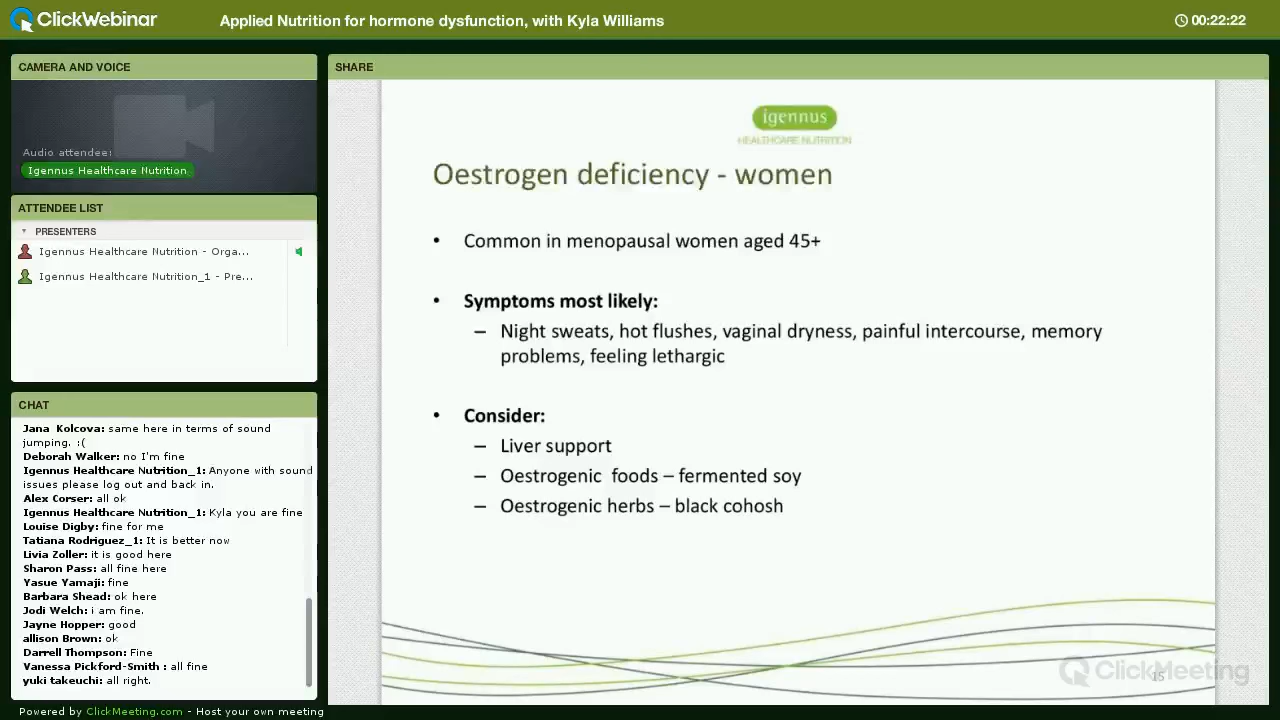 ClickWebinar
Applied Nutrition for hormone dysfunction, with Kyla Williams
00:22:22
CAMERA AND VOICE
Audio attendee:
Igennus Healthcare Nutrition
ATTENDEE LIST
PRESENTERS
Igennus Healthcare Nutrition - Orga...
Igennus Healthcare Nutrition_1 - Pre...
CHAT
Jana Kolcova: same here in terms of sound
jumping. :(
Deborah Walker: no I'm fine
Igennus Healthcare Nutrition_1: Anyone with sound
issues please log out and back in.
Alex Corser: all ok
Igennus Healthcare Nutrition_1: Kyla you are fine
Louise Digby: fine for me
Tatiana Rodriguez_1: It is better now
Livia Zoller: it is good here
Sharon Pass: all fine here
Yasue Yamaji: fine
Barbara Shead: ok here
Jodi Welch: i am fine.
Jayne Hopper: good
allison Brown: ok
Darrell Thompson: Fine
Vanessa Pickford-Smith : all fine
yuki takeuchi: all right.
SHARE
igennus
HEALTHCARE NUTRITION
Oestrogen deficiency - women
• Common in menopausal women aged 45+
• Symptoms most likely:
– Night sweats, hot flushes, vaginal dryness, painful intercourse, memory
problems, feeling lethargic
• Consider:
– Liver support
– Oestrogenic foods – fermented soy
– Oestrogenic herbs – black cohosh
ClickMeeting
15
Powered by ClickMeeting.com - Host your own meeting